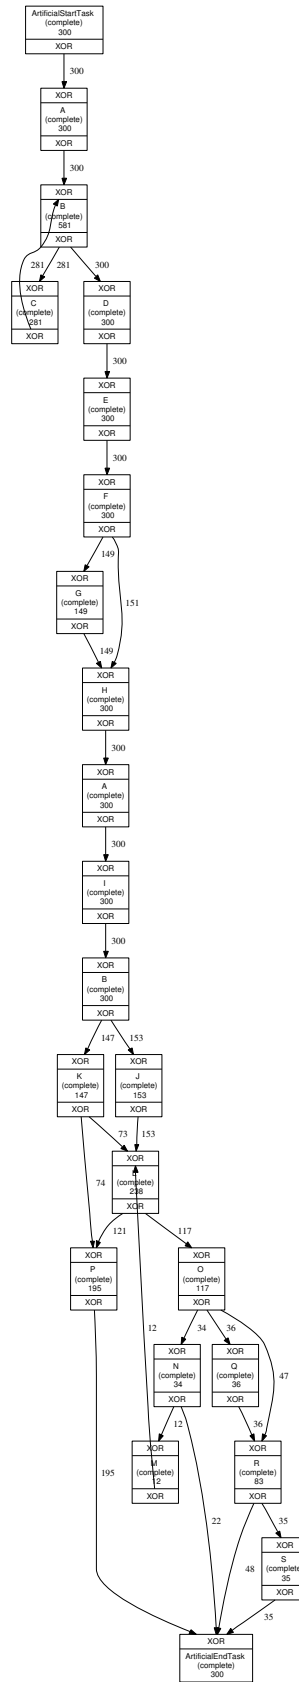 ArtificialStartTask
(complete)
300
XOR
300
XOR
A
(complete)
300
XOR
300
XOR
B
(complete)
581
XOR
281
281
300
XOR
C
(complete)
281
XOR
XOR
D
(complete)
300
XOR
300
XOR
E
(complete)
300
XOR
300
XOR
F
(complete)
300
XOR
149
151
XOR
G
(complete)
149
XOR
149
XOR
H
(complete)
300
XOR
300
XOR
A
(complete)
300
XOR
300
XOR
I
(complete)
300
XOR
300
XOR
B
(complete)
300
XOR
147
153
XOR
K
(complete)
147
XOR
XOR
J
(complete)
153
XOR
73
153
74
XOR
L
(complete)
238
XOR
121
117
XOR
P
(complete)
195
XOR
XOR
O
(complete)
117
XOR
12
34
36
47
XOR
N
(complete)
34
XOR
XOR
Q
(complete)
36
XOR
12
36
XOR
M
(complete)
12
XOR
XOR
R
(complete)
83
XOR
195
22
48
35
XOR
S
(complete
35
XOR
35
XOR
ArtificialEndTask
(complete)
300